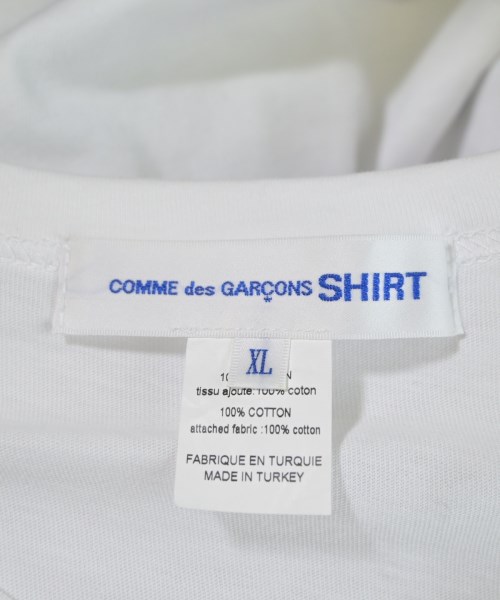 COMME des GARÇONS SHIRT
XL
tissu ajoute:100% coton
100% COTTON
attached fabric :100% cotton
FABRIQUE EN TURQUIE
MADE IN TURKEY